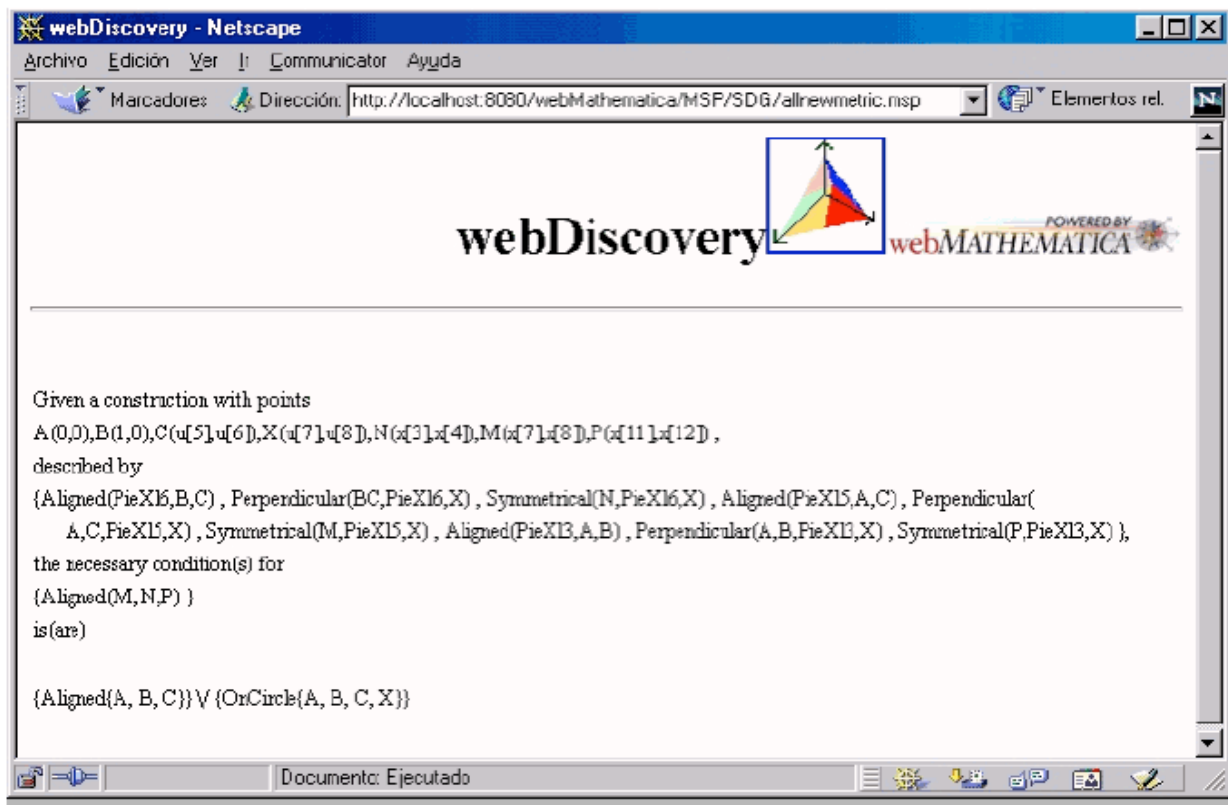 webDiscovery - Netscape
Archivo Edición Ver Ir Communicator Ayuda
Marcadores Dirección: http://localhost:8080/webMathematica/MSP/SDG/allnewmetric.msp Elementos rel. N
webDiscovery
POWERED BY
webMATHEMATICA
Given a construction with points
A(0,0),B(1,0),C(u[5],u[6]),X(u[7],u[8]),N(x[3],x[4]),M(x[7],x[8]),P(x[11],x[12]) ,
described by
{Aligned(PieX16,B,C) , Perpendicular(BC,PieX16,X) , Symmetrical(N,PieX16,X) , Aligned(PieX15,A,C) , Perpendicular(
A,C,PieX15,X) , Symmetrical(M,PieX15,X) , Aligned(PieX13,A,B) , Perpendicular(A,B,PieX13,X) , Symmetrical(P,PieX13,X) },
the necessary condition(s) for
{Aligned(M,N,P) }
is(are)
{Aligned{A, B, C}} \/ {OnCircle{A, B, C, X}}
Documento: Ejecutado